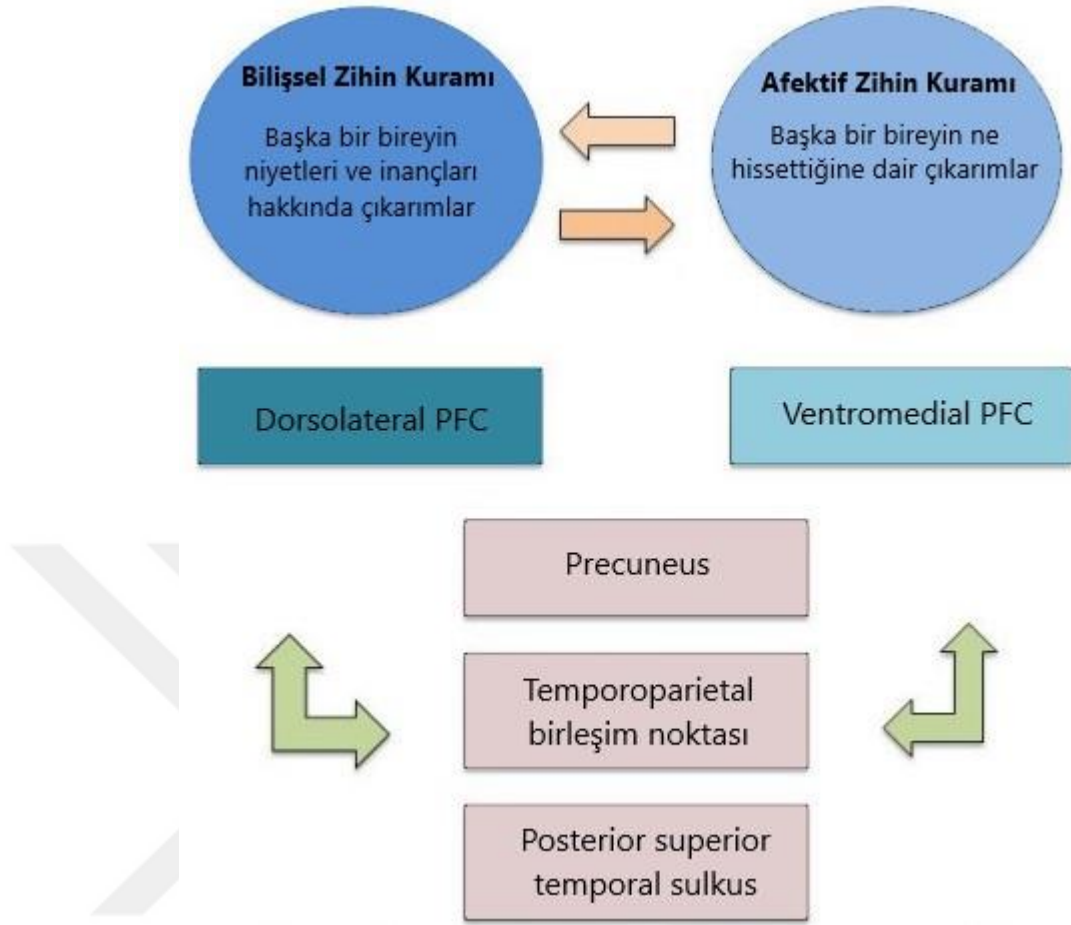 Bilişsel Zihin Kuramı
Başka bir bireyin
niyetleri ve inançları
hakkında çıkarımlar
Afektif Zihin Kuramı
Başka bir bireyin ne
hissettiğine dair çıkarımlar
Dorsolateral PFC
Ventromedial PFC
Precuneus
Temporoparietal
birleşim noktası
Posterior superior
temporal sulkus